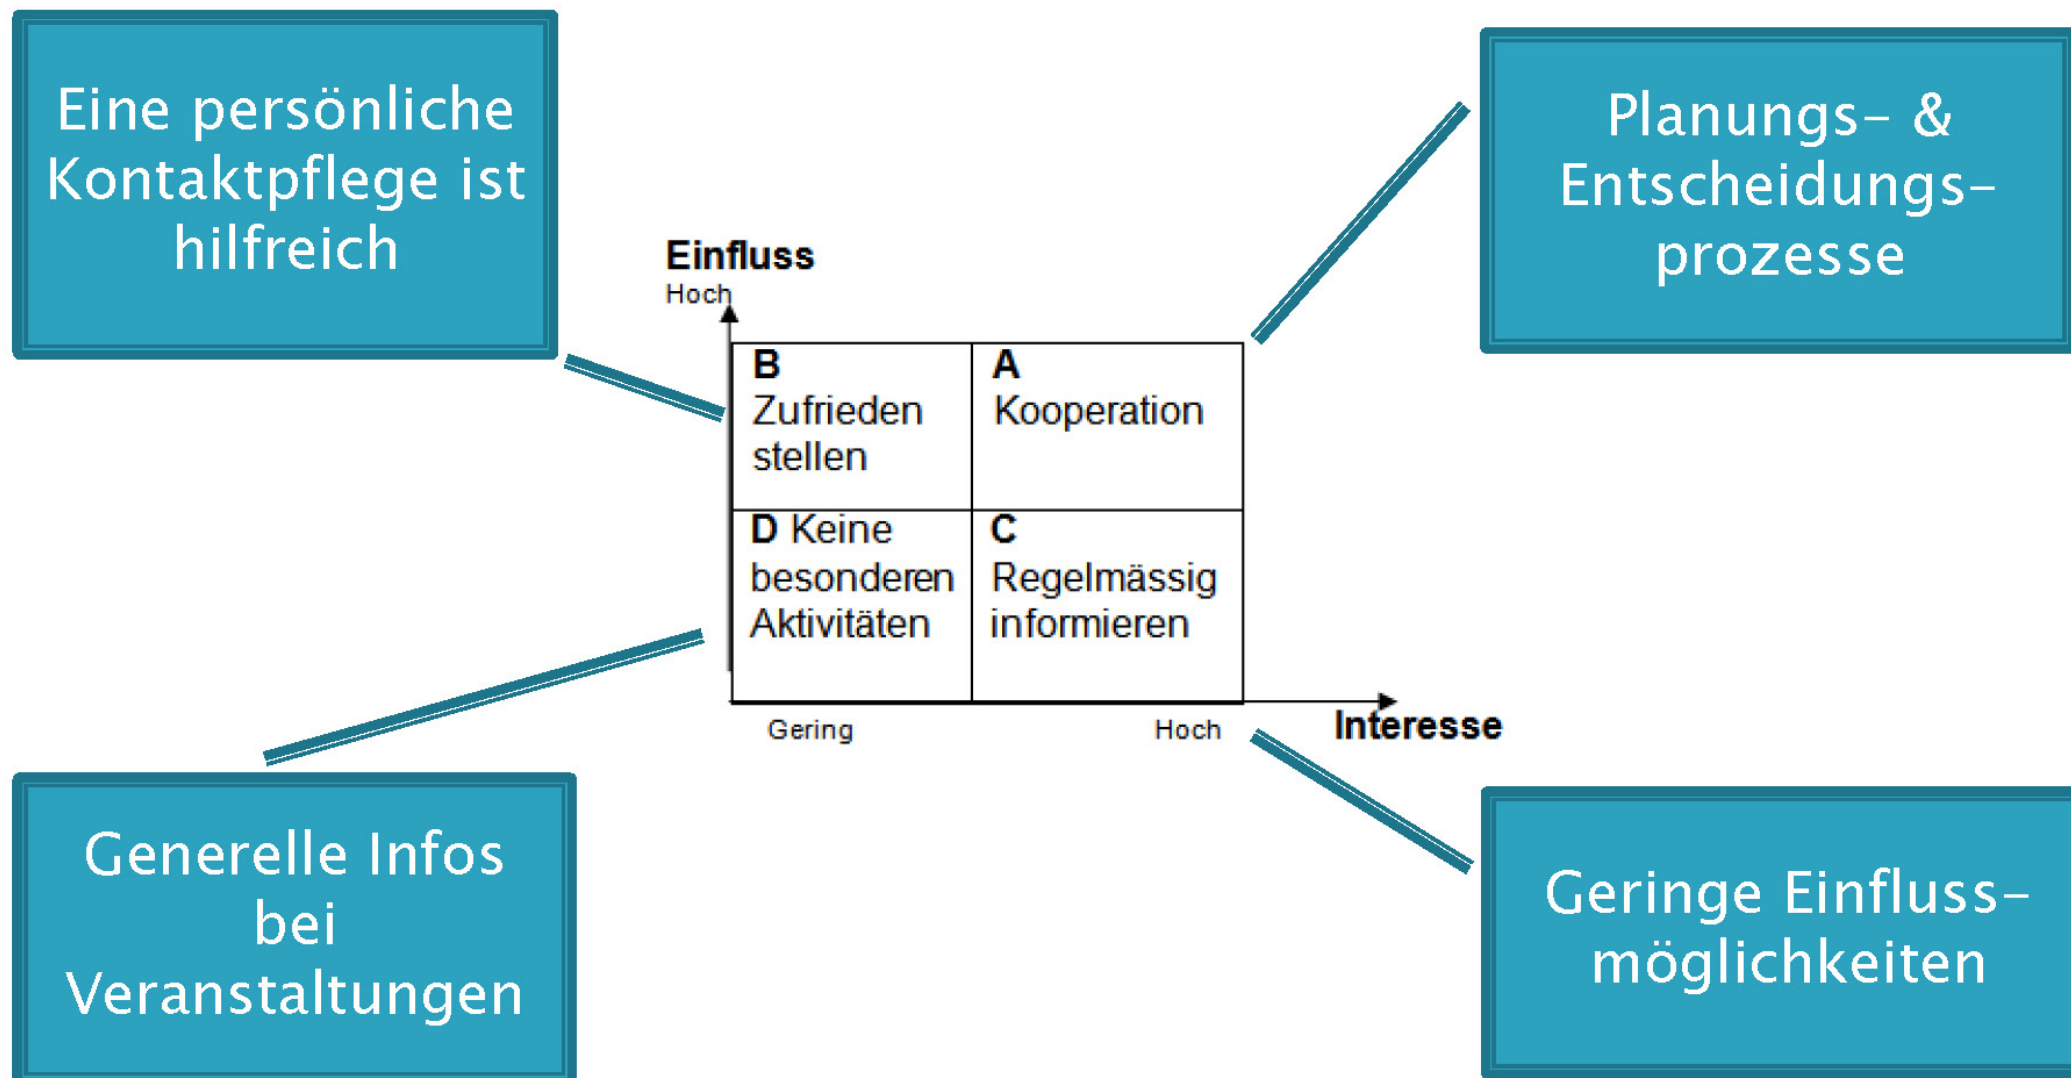 Eine persönliche
Kontaktpflege ist
hilfreich
Planungs- &
Entscheidungs-
prozesse
Einfluss
Hoch
B
Zufrieden
stellen
A
Kooperation
D Keine
besonderen
Aktivitäten
C
Regelmässig
informieren
Gering
Hoch
Interesse
Generelle Infos
bei
Veranstaltungen
Geringe Einfluss-
möglichkeiten